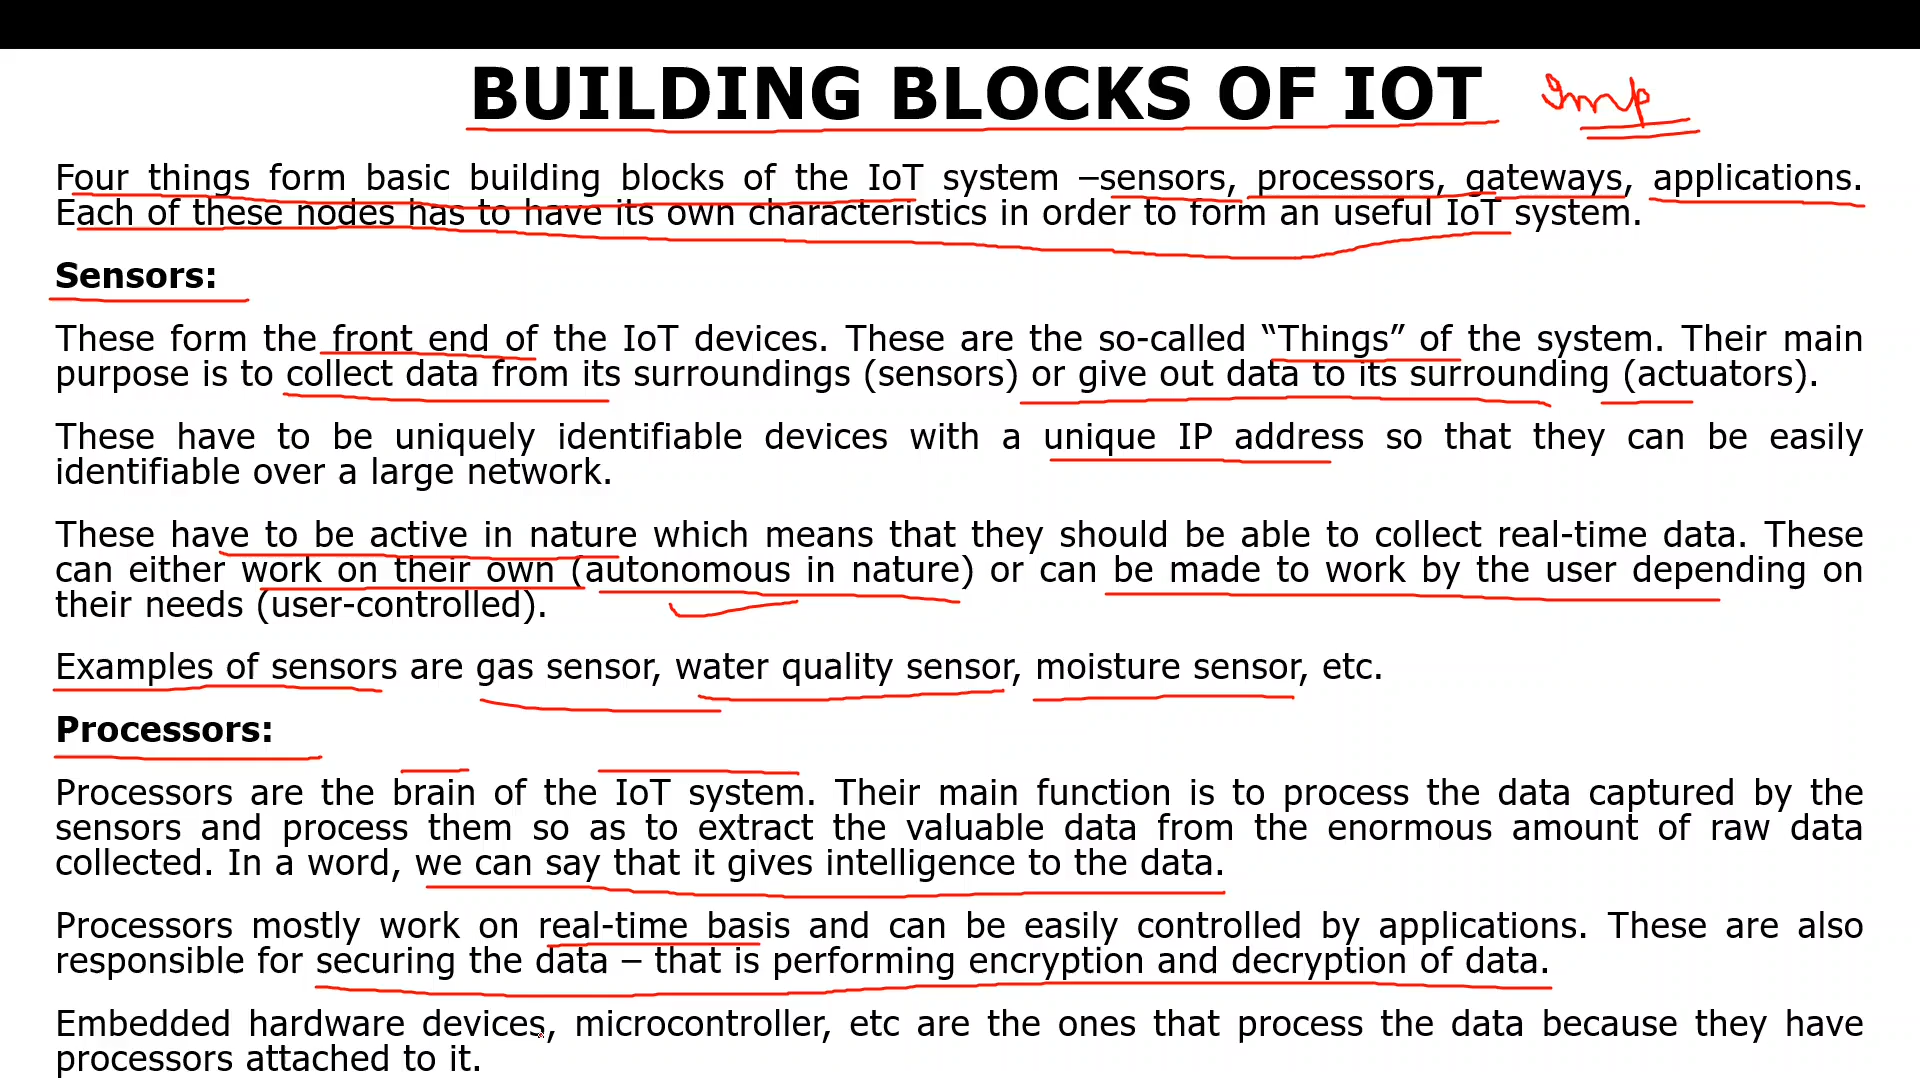 BUILDING BLOCKS OF IOT Imp
Four things form basic building blocks of the IoT system –sensors, processors, gateways, applications.
Each of these nodes has to have its own characteristics in order to form an useful IoT system.
Sensors:
These form the front end of the IoT devices. These are the so-called “Things” of the system. Their main
purpose is to collect data from its surroundings (sensors) or give out data to its surrounding (actuators).
These have to be uniquely identifiable devices with a unique IP address so that they can be easily
identifiable over a large network.
These have to be active in nature which means that they should be able to collect real-time data. These
can either work on their own (autonomous in nature) or can be made to work by the user depending on
their needs (user-controlled).
Examples of sensors are gas sensor, water quality sensor, moisture sensor, etc.
Processors:
Processors are the brain of the IoT system. Their main function is to process the data captured by the
sensors and process them so as to extract the valuable data from the enormous amount of raw data
collected. In a word, we can say that it gives intelligence to the data.
Processors mostly work on real-time basis and can be easily controlled by applications. These are also
responsible for securing the data – that is performing encryption and decryption of data.
Embedded hardware devices, microcontroller, etc are the ones that process the data because they have
processors attached to it.